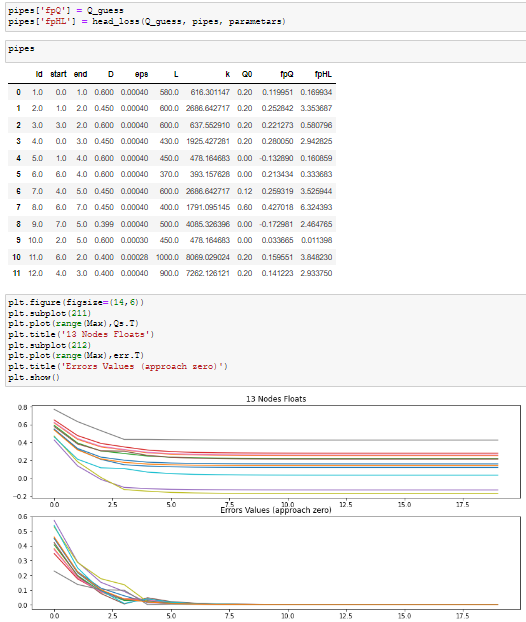 pipes['fpQ'] = Q_guess
pipes['fpHL'] = head_loss(Q_guess, pipes, parametars)
pipes
Id start end D eps L k Q0 fpQ fpHL
0 1.0 0.0 1.0 0.600 0.00040 580.0 616.301147 0.20 0.119951 0.169934
1 2.0 1.0 2.0 0.450 0.00040 600.0 2686.642717 0.20 0.252842 3.353687
2 3.0 3.0 2.0 0.600 0.00040 600.0 637.552910 0.20 0.221273 0.580796
3 4.0 0.0 3.0 0.450 0.00040 430.0 1925.427281 0.20 0.280050 2.942825
4 5.0 1.0 4.0 0.600 0.00040 450.0 478.164683 0.00 -0.132890 0.160859
5 6.0 6.0 4.0 0.600 0.00040 370.0 393.157628 0.00 0.213434 0.333683
6 7.0 4.0 5.0 0.450 0.00040 600.0 2686.642717 0.12 0.259319 3.525944
7 8.0 6.0 7.0 0.450 0.00040 400.0 1791.095145 0.60 0.427018 6.324393
8 9.0 7.0 5.0 0.399 0.00040 500.0 4085.326396 0.00 -0.172981 2.464765
9 10.0 2.0 5.0 0.600 0.00030 450.0 478.164683 0.00 0.033665 0.011398
10 11.0 6.0 2.0 0.400 0.00028 1000.0 8069.029024 0.20 0.159551 3.848230
11 12.0 4.0 3.0 0.400 0.00040 900.0 7262.126121 0.20 0.141223 2.933750
plt.figure(figsize=(14,6))
plt.subplot(211)
plt.plot(range(Max),Qs.T)
plt.title('13 Nodes Floats')
plt.subplot(212)
plt.plot(range(Max),err.T)
plt.title('Errors Values (approach zero)')
plt.show()
13 Nodes Floats
0.8
0.6
0.4
0.2
0.0
-0.2
0.0 2.5 5.0 7.5 10.0 12.5 15.0 17.5
Errors Values (approach zero)
0.6
0.5
0.4
0.3
0.2
0.1
0.0
0.0 2.5 5.0 7.5 10.0 12.5 15.0 17.5